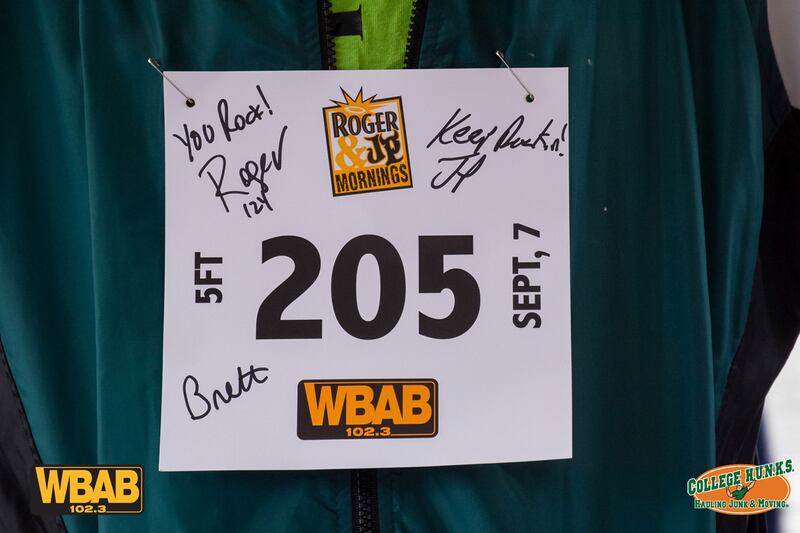 You Rock!
Roger
ROGER
& JP
MORNINGS
Keep Rockn!
JP
5FT
205
SEPT, 7
Brett
WBAB
102.3
WBAB
102.3
COLLEGE H.U.N.K.S.
HAULING JUNK & MOVING